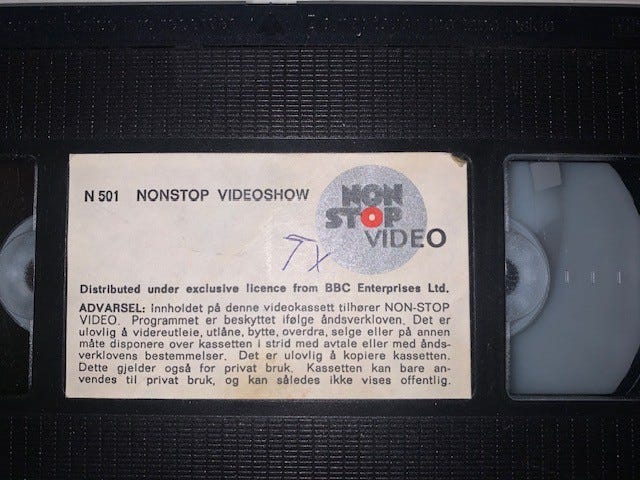 N 501 NONSTOP VIDEOSHOW
NON
STOP
VIDEO
TX
Distributed under exclusive licence from BBC Enterprises Ltd.
ADVARSEL: Innholdet på denne videokassett tilhører NON-STOP
VIDEO. Programmet er beskyttet ifølge åndsverkloven. Det er
ulovlig å videreutleie, utlåne, bytte, overdra, selge eller på annen
måte disponere over kassetten i strid med avtale eller med ånds-
verklovens bestemmelser. Det er ulovlig å kopiere kassetten.
Dette gjelder også for privat bruk. Kassetten kan bare an-
vendes til privat bruk, og kan således ikke vises offentlig.